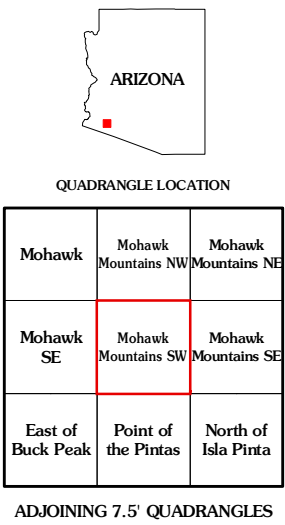 ARIZONA
QUADRANGLE LOCATION
Mohawk
Mohawk
Mountains NW
Mohawk
Mountains NE
Mohawk
SE
Mohawk
Mountains SW
Mohawk
Mountains SE
East of
Buck Peak
Point of
the Pintas
North of
Isla Pinta
ADJOINING 7.5' QUADRANGLES